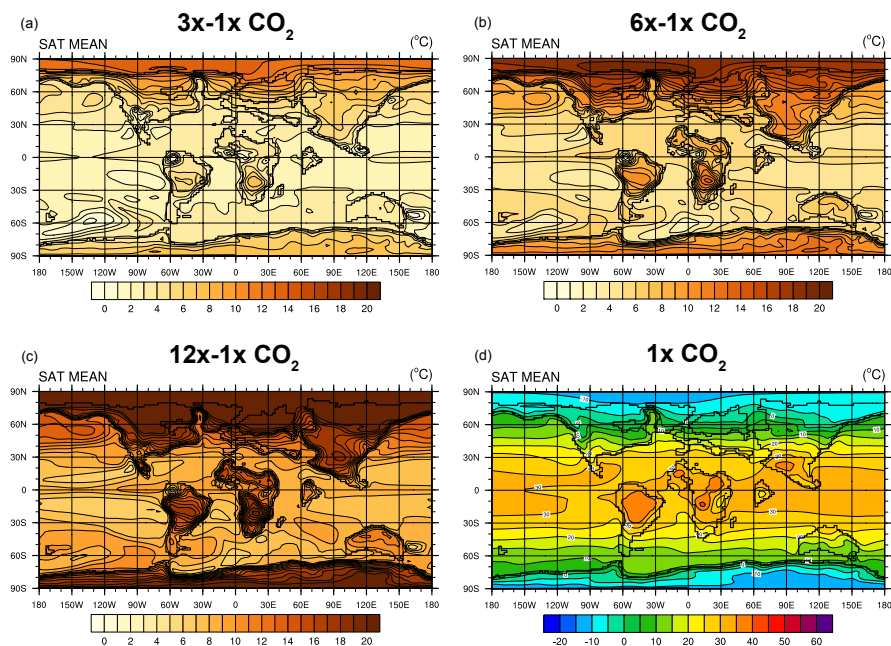 (a) 3x-1x CO2
SAT MEAN (°C)
90N
60N
30N
0
30S
60S
90S
180 150W 120W 90W 60W 30W 0 30E 60E 90E 120E 150E 180
0 2 4 6 8 10 12 14 16 18 20
(b) 6x-1x CO2
SAT MEAN (°C)
90N
60N
30N
0
30S
60S
90S
180 150W 120W 90W 60W 30W 0 30E 60E 90E 120E 150E 180
0 2 4 6 8 10 12 14 16 18 20
(c) 12x-1x CO2
SAT MEAN (°C)
90N
60N
30N
0
30S
60S
90S
180 150W 120W 90W 60W 30W 0 30E 60E 90E 120E 150E 180
0 2 4 6 8 10 12 14 16 18 20
(d) 1x CO2
SAT MEAN (°C)
90N
60N
30N
0
30S
60S
90S
180 150W 120W 90W 60W 30W 0 30E 60E 90E 120E 150E 180
-20 -10 0 10 20 30 40 50 60